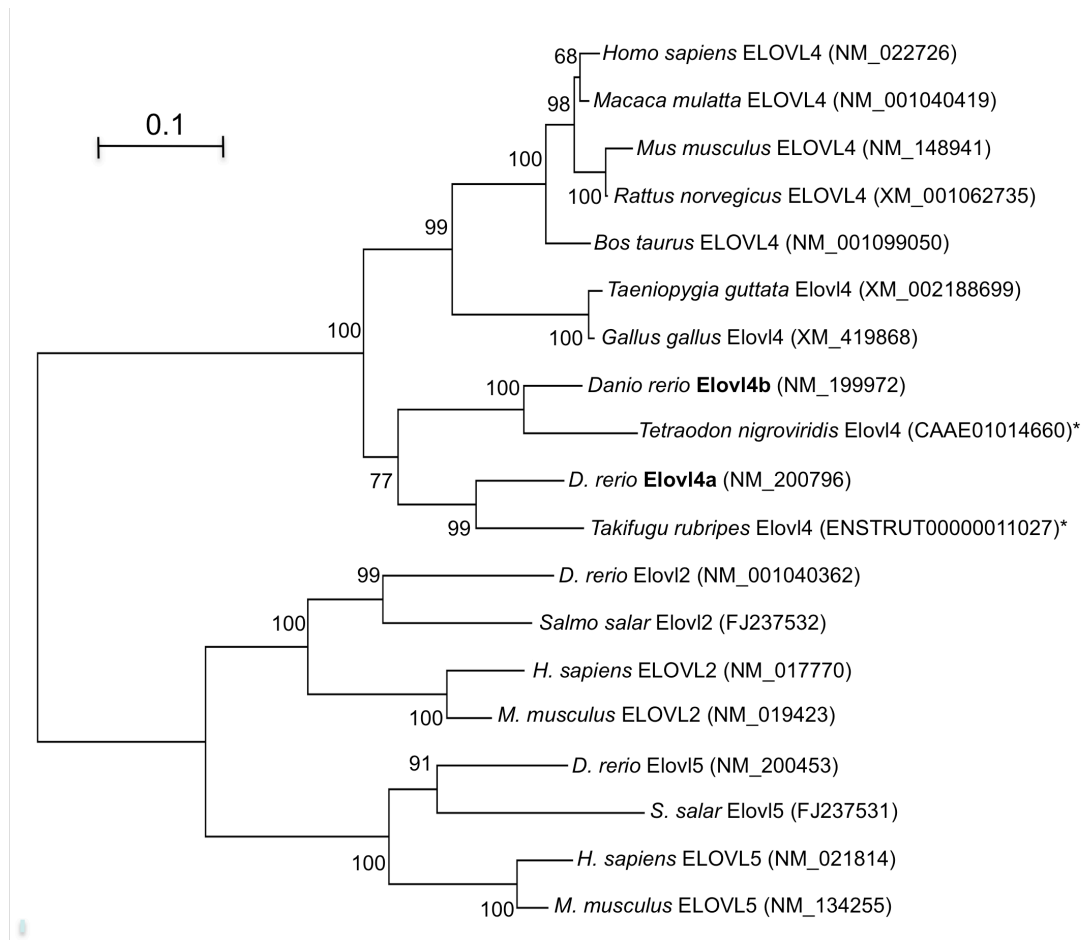 68
Homo sapiens ELOVL4 (NM_022726)
98
Macaca mulatta ELOVL4 (NM_001040419)
0.1
100
Mus musculus ELOVL4 (NM_148941)
100
Rattus norvegicus ELOVL4 (XM_001062735)
99
Bos taurus ELOVL4 (NM_001099050)
Taeniopygia guttata Elovl4 (XM_002188699)
100
100
Gallus gallus Elovl4 (XM_419868)
100
Danio rerio Elovl4b (NM_199972)
Tetraodon nigroviridis Elovl4 (CAAE01014660)*
77
D. rerio Elovl4a (NM_200796)
99
Takifugu rubripes Elovl4 (ENSTRUT00000011027)*
99
D. rerio Elovl2 (NM_001040362)
100
Salmo salar Elovl2 (FJ237532)
H. sapiens ELOVL2 (NM_017770)
100
M. musculus ELOVL2 (NM_019423)
91
D. rerio Elovl5 (NM_200453)
S. salar Elovl5 (FJ237531)
100
H. sapiens ELOVL5 (NM_021814)
100
M. musculus ELOVL5 (NM_134255)